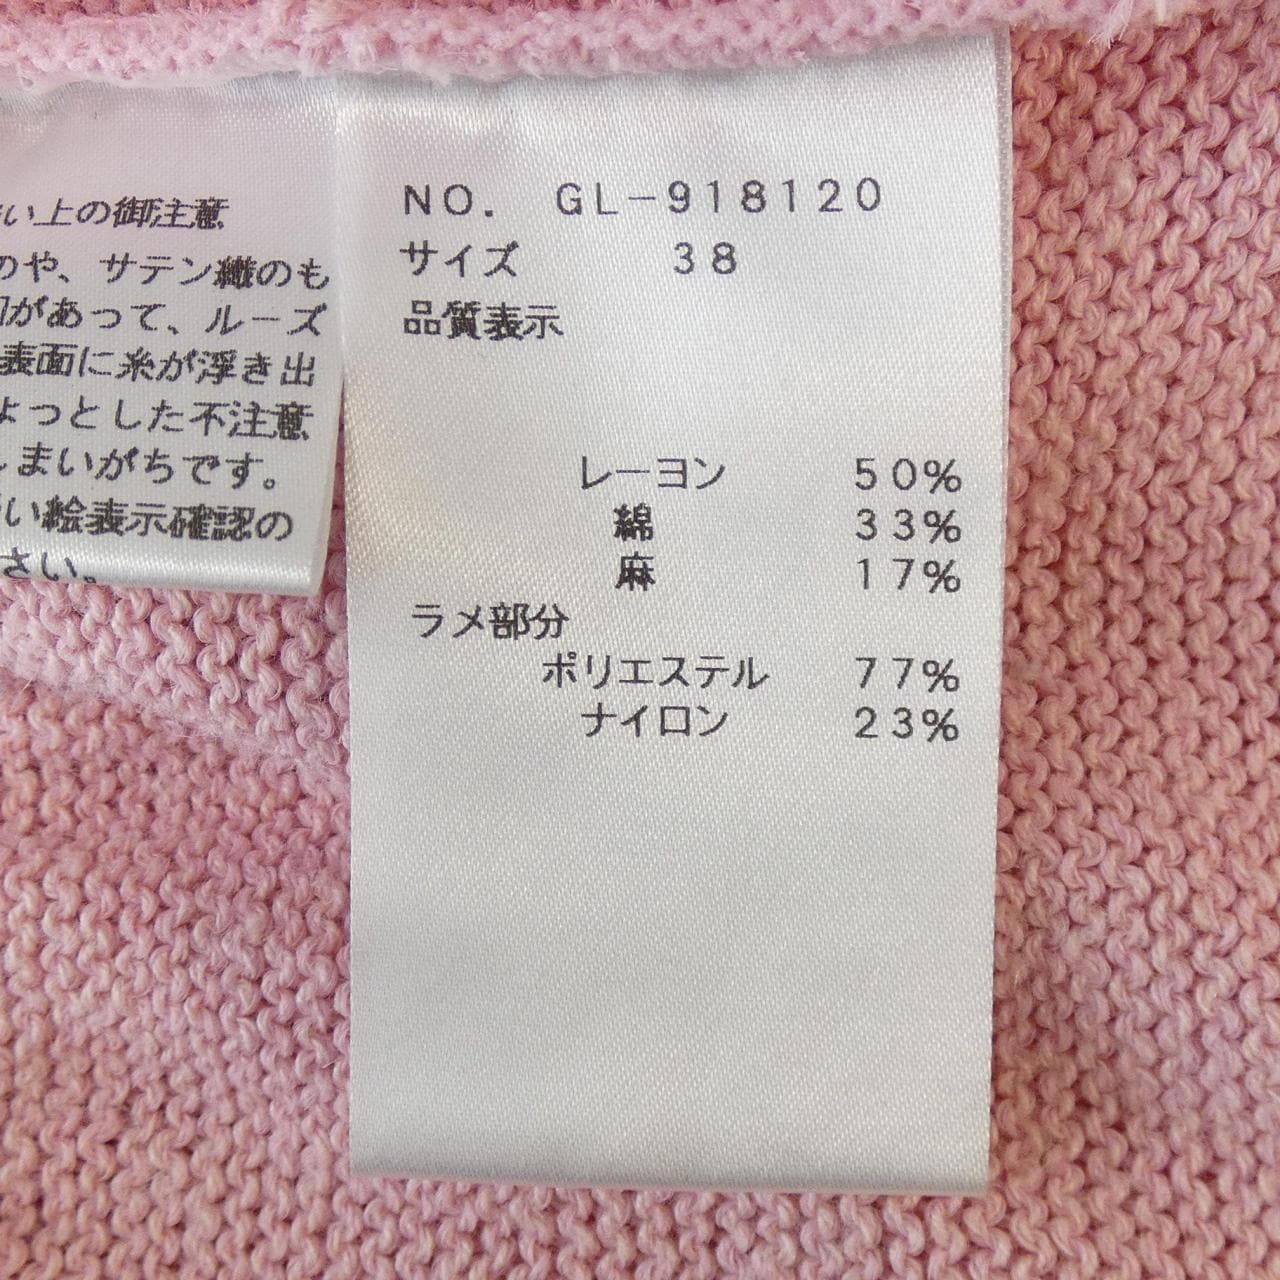 い上の御注意
のや、サテン織のも
があって、ルーズ
表面に糸が浮き出
ょっとした不注意
しまいがちです。
い絵表示確認の
さい。
NO. GL-918120
サイズ 38
品質表示
レーヨン 50%
綿 33%
麻 17%
ラメ部分
ポリエステル 77%
ナイロン 23%